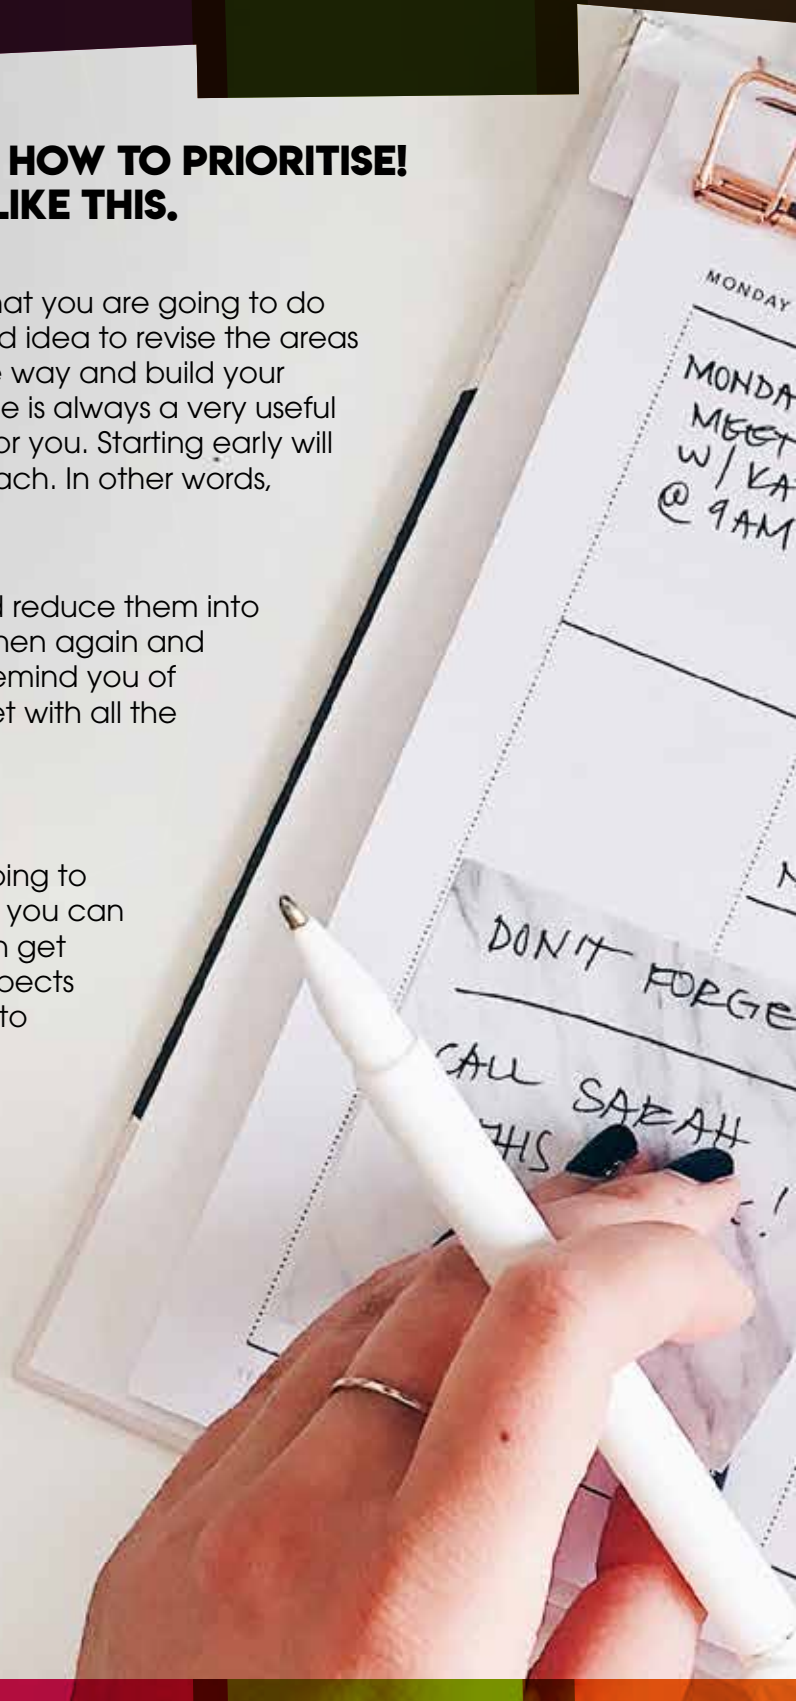 HOW TO PRIORITISE!
LIKE THIS.
hat you are going to do
d idea to revise the areas
e way and build your
e is always a very useful
or you. Starting early will
ach. In other words,
d reduce them into
hen again and
emind you of
et with all the
oing to
you can
n get
pects
to
MONDAY
MONDA
MEET
W/ KA
@ 9AM
DON'T FORGE
CALL SARAH
THIS
!